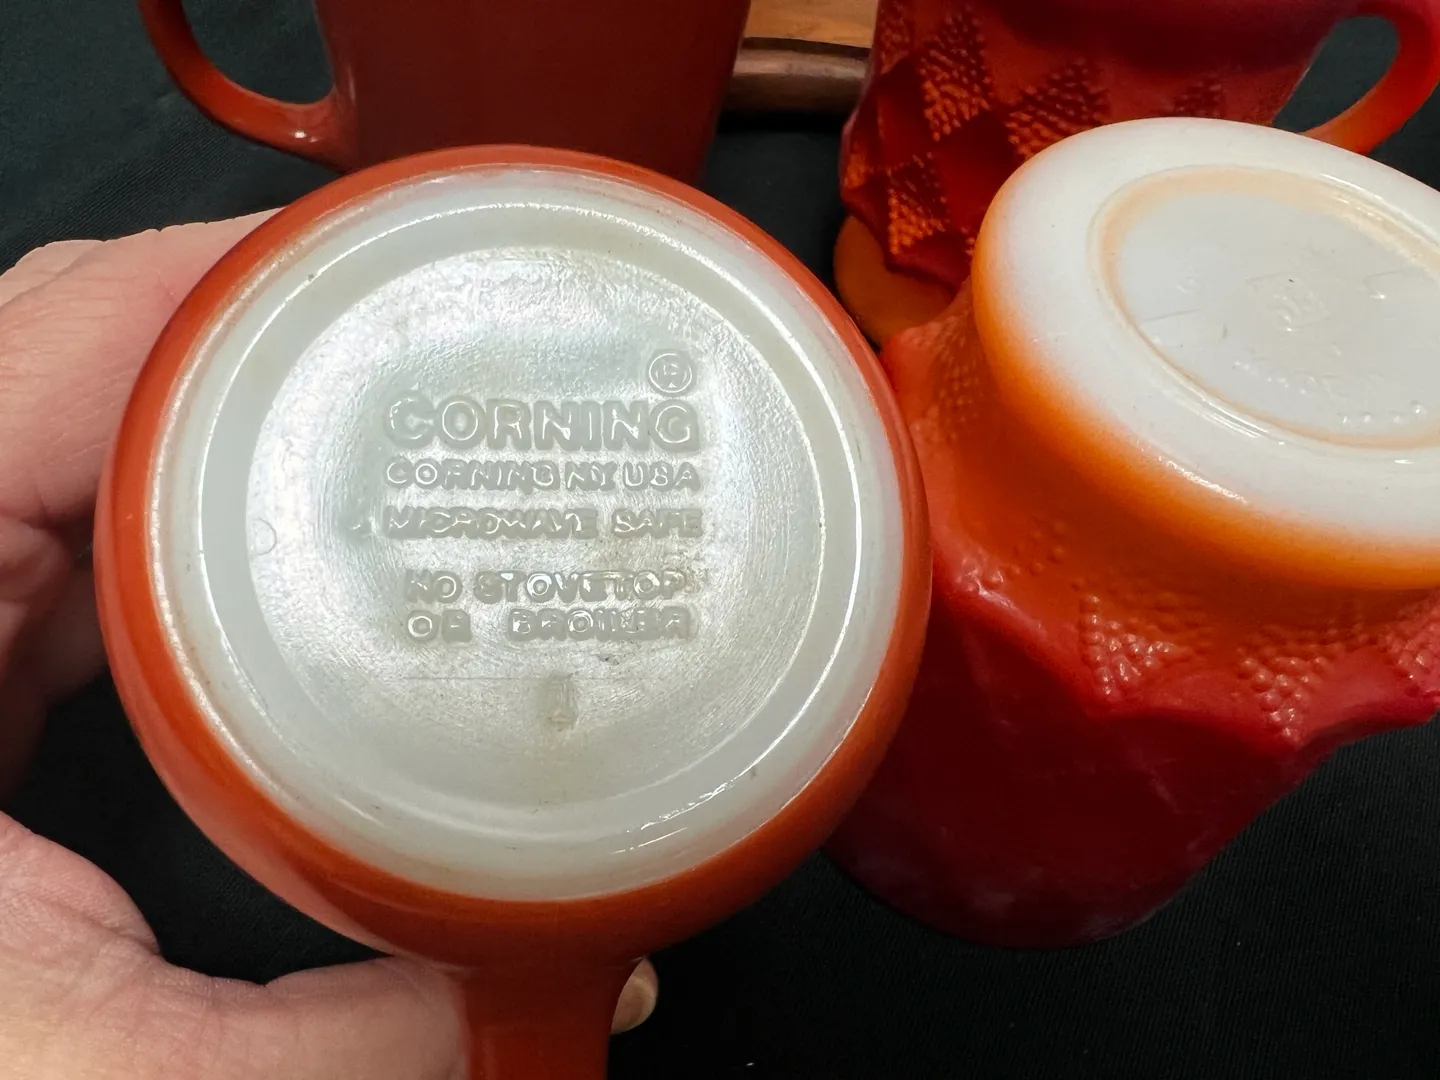 ®
CORNING
CORNING NY USA
MICROWAVE SAFE
NO STOVETOP
OR BROILER